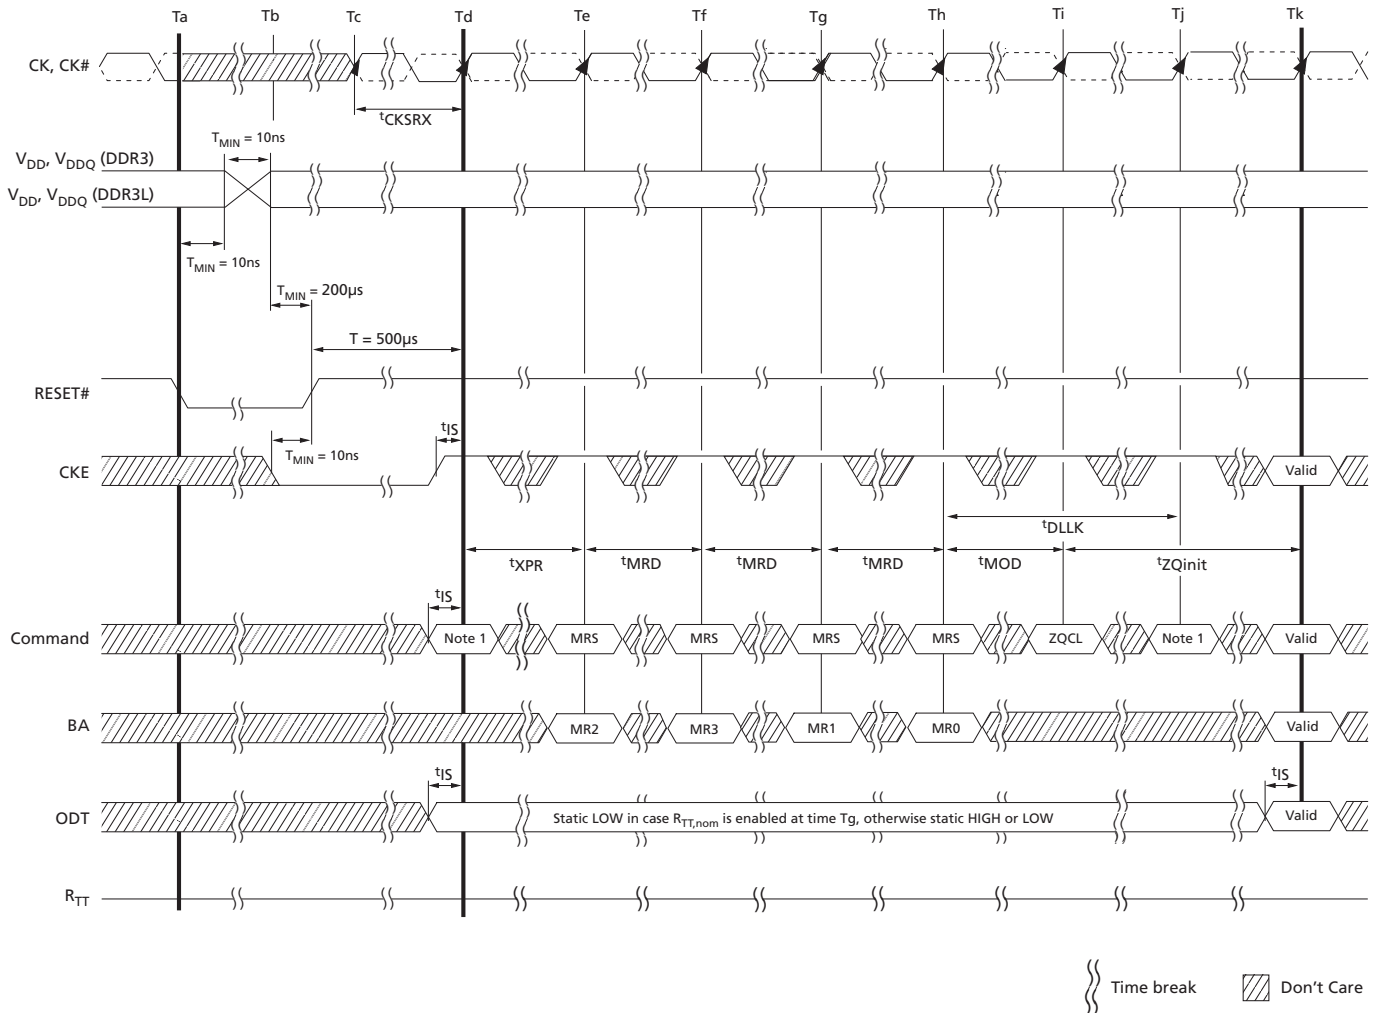 Ta Tb Tc Td Te Tf Tg Th Ti Tj Tk
CK, CK#
tCKSRX
TMIN = 10ns
VDD, VDDQ (DDR3)
VDD, VDDQ (DDR3L)
TMIN = 10ns
TMIN = 200µs
T = 500µs
RESET#
tIS
TMIN = 10ns
CKE
Valid
tDLLK
tXPR tMRD tMRD tMRD tMOD tZQinit
tIS
Command Note 1 MRS MRS MRS MRS ZQCL Note 1 Valid
BA MR2 MR3 MR1 MR0 Valid
tIS tIS
ODT Static LOW in case RTT,nom is enabled at time Tg, otherwise static HIGH or LOW Valid
RTT
Time break Don't Care